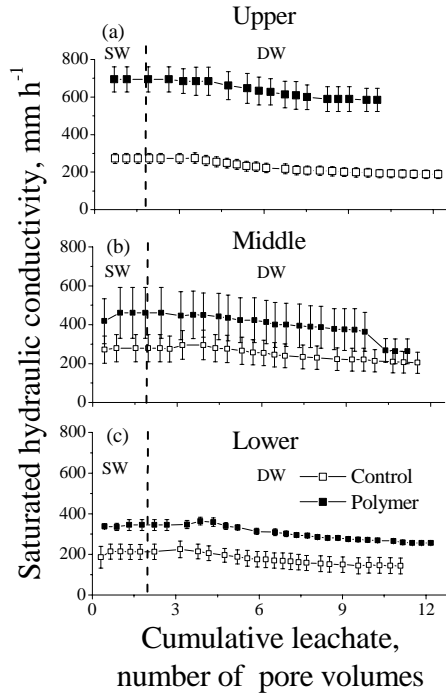 Upper
(a)
SW
DW
800
600
400
200
0
Middle
(b)
SW
DW
800
600
400
200
0
Lower
(c)
SW
DW
Control
Polymer
800
600
400
200
0
0 3 6 9 12
Saturated hydraulic conductivity, mm h-1
Cumulative leachate,
number of pore volumes